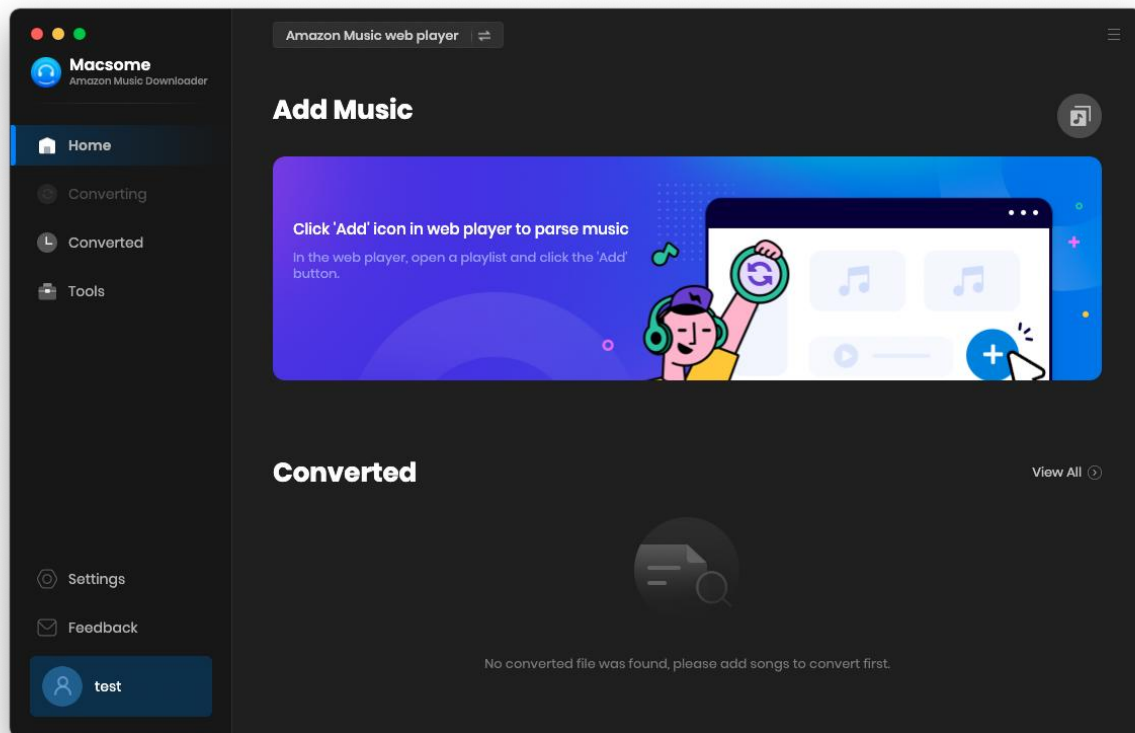 Macsome
Amazon Music Downloader
Home
Converting
Converted
Tools
Settings
Feedback
test
Amazon Music web player
Add Music
Click 'Add' icon in web player to parse music
In the web player, open a playlist and click the 'Add'
button.
Converted
View All
No converted file was found, please add songs to convert first.